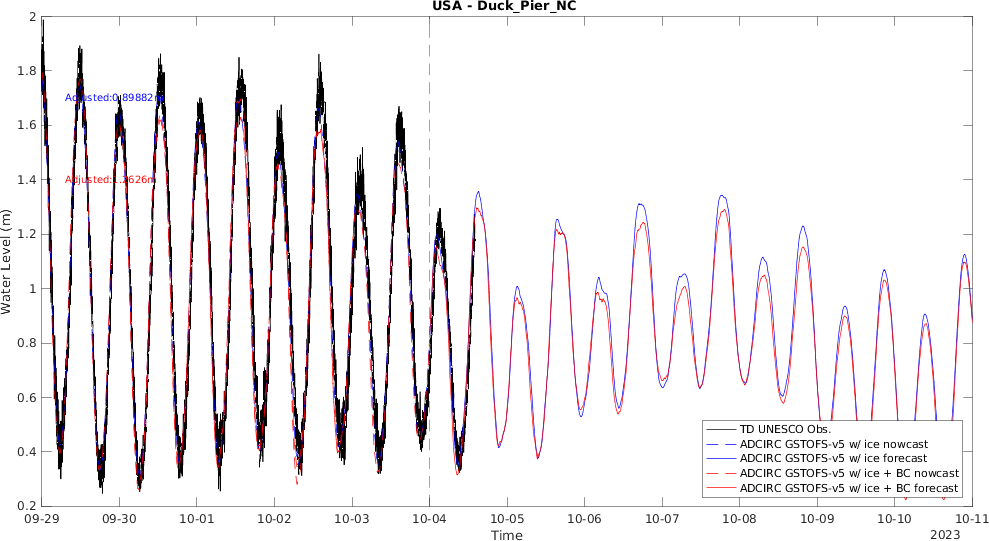 USA - Duck_Pier_NC
2
1.8
1.6
1.4
1.2
1
0.8
0.6
0.4
0.2
Water Level (m)
Adjusted:0.89882m
TD UNESCO Obs.
ADCIRC GSTOFS-v5 w/ ice nowcast
ADCIRC GSTOFS-v5 w/ ice forecast
ADCIRC GSTOFS-v5 w/ ice + BC nowcast
ADCIRC GSTOFS-v5 w/ ice + BC forecast
09-29 09-30 10-01 10-02 10-03 10-04 10-05 10-06 10-07 10-08 10-09 10-10 10-11
Time
2023